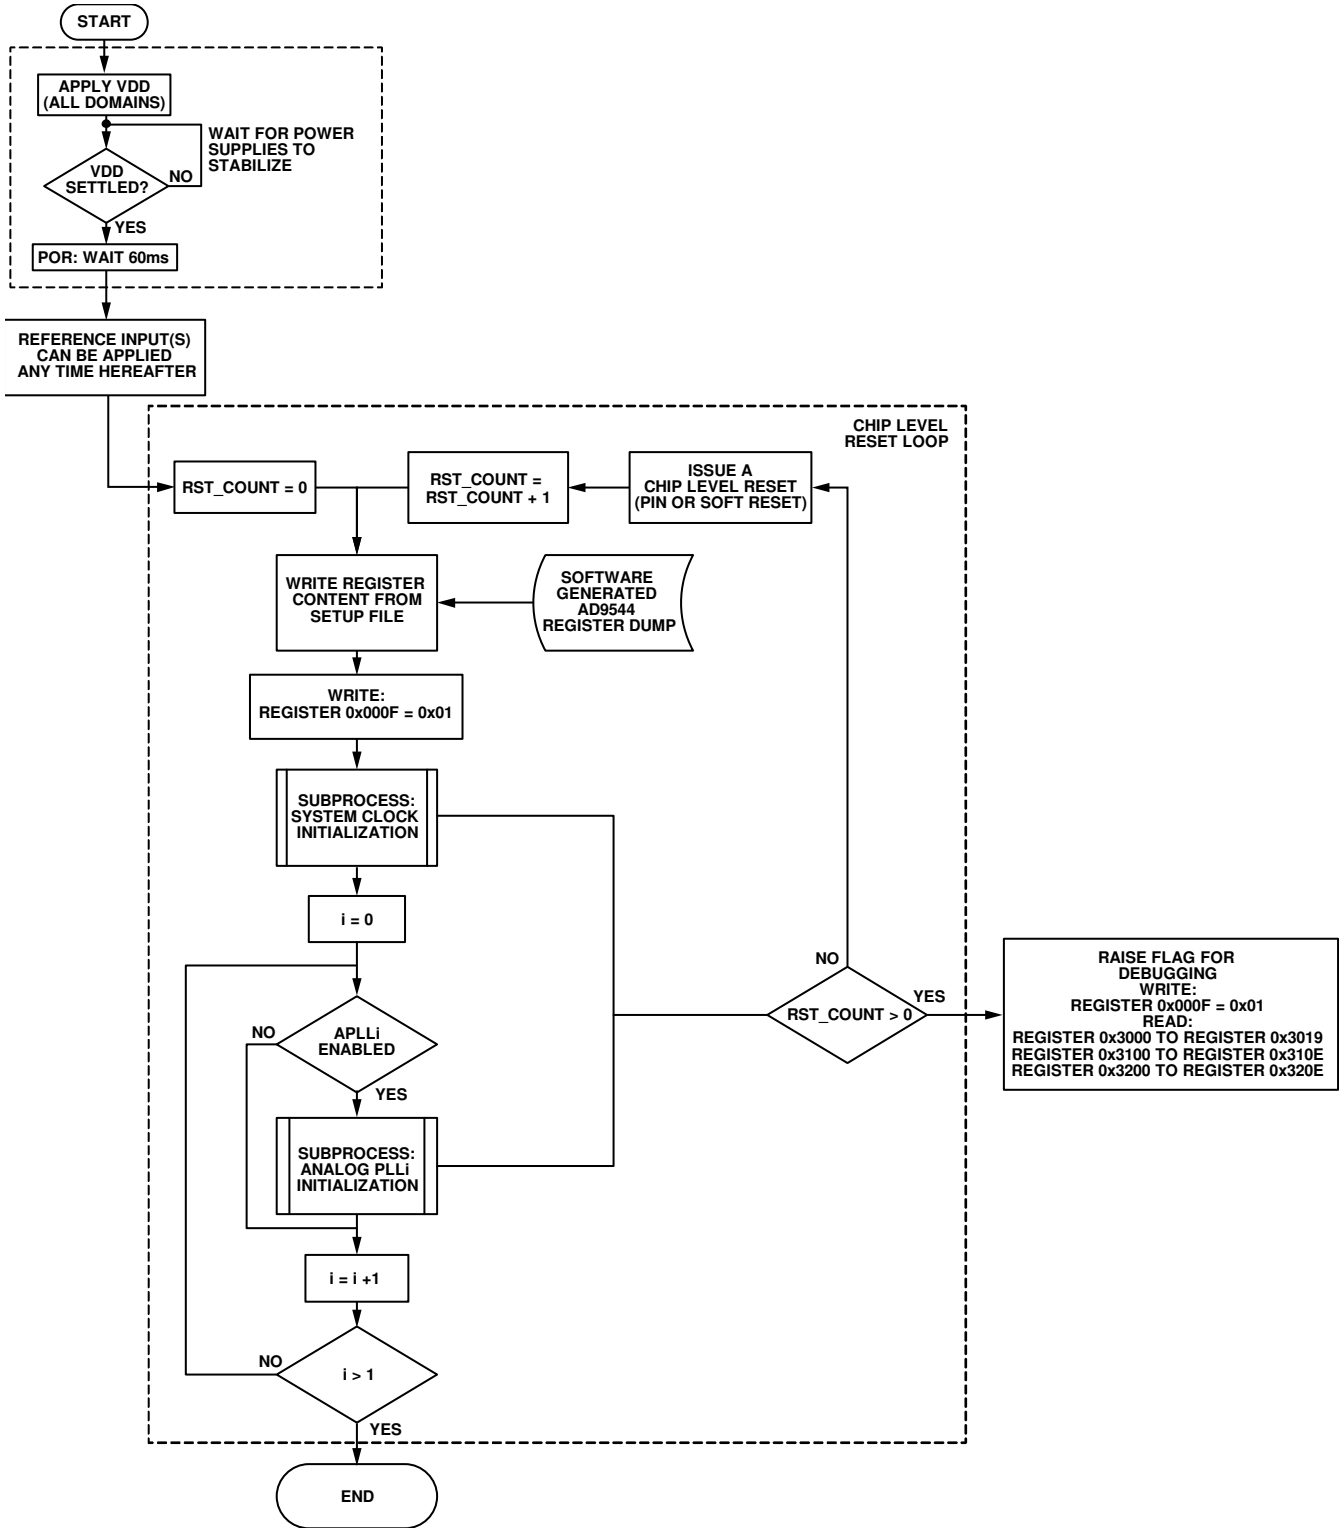 START
APPLY VDD
(ALL DOMAINS)
WAIT FOR POWER
SUPPLIES TO
STABILIZE
VDD
SETTLED?
NO
YES
POR: WAIT 60ms
REFERENCE INPUT(S)
CAN BE APPLIED
ANY TIME HEREAFTER
CHIP LEVEL
RESET LOOP
RST_COUNT = 0
RST_COUNT =
RST_COUNT + 1
ISSUE A
CHIP LEVEL RESET
(PIN OR SOFT RESET)
WRITE REGISTER
CONTENT FROM
SETUP FILE
SOFTWARE
GENERATED
AD9544
REGISTER DUMP
WRITE:
REGISTER 0x000F = 0x01
SUBPROCESS:
SYSTEM CLOCK
INITIALIZATION
i = 0
NO
RST_COUNT > 0
YES
RAISE FLAG FOR
DEBUGGING
WRITE:
REGISTER 0x000F = 0x01
READ:
REGISTER 0x3000 TO REGISTER 0x3019
REGISTER 0x3100 TO REGISTER 0x310E
REGISTER 0x3200 TO REGISTER 0x320E
NO
APLLi
ENABLED
YES
SUBPROCESS:
ANALOG PLLi
INITIALIZATION
i = i +1
NO
i > 1
YES
END